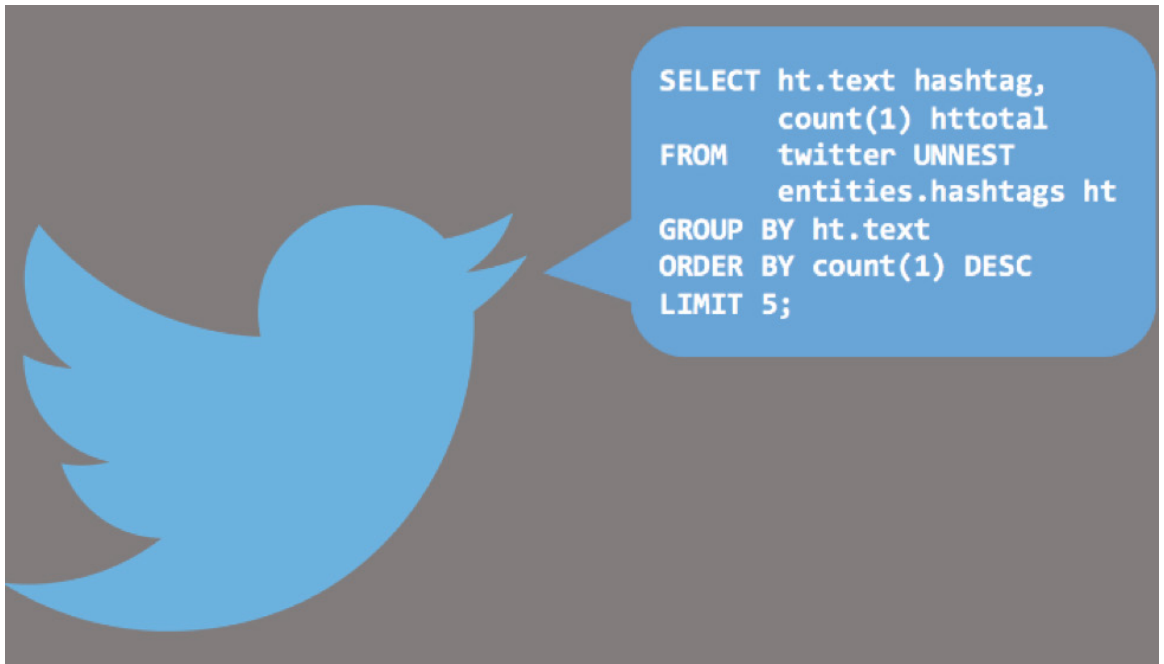 SELECT ht.text hashtag,
count(1) httotal
FROM twitter UNNEST
entities.hashtags ht
GROUP BY ht.text
ORDER BY count(1) DESC
LIMIT 5;